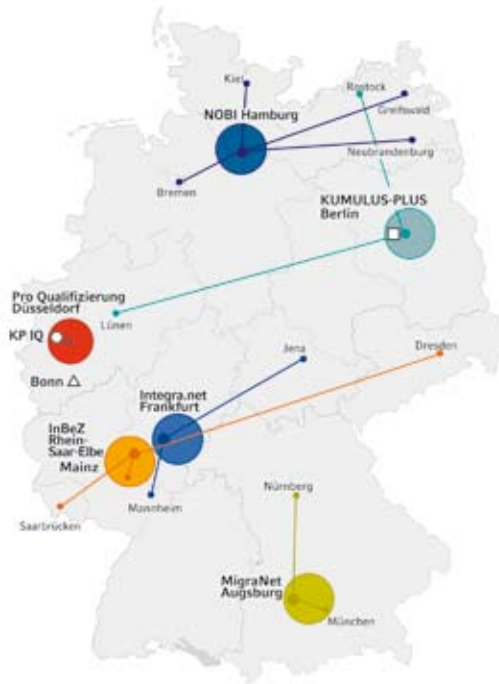 Kiel
Rostock
Greifswald
NOBI Hamburg
Neubrandenburg
Bremen
KUMULUS-PLUS
Berlin
Pro Qualifizierung
Düsseldorf
Lünen
KP IQ
Jena
Dresden
Bonn
Integra.net
Frankfurt
InBeZ
Rhein-
Saar-Elbe
Mainz
Nürnberg
Mannheim
Saarbrücken
MigraNet
Augsburg
München